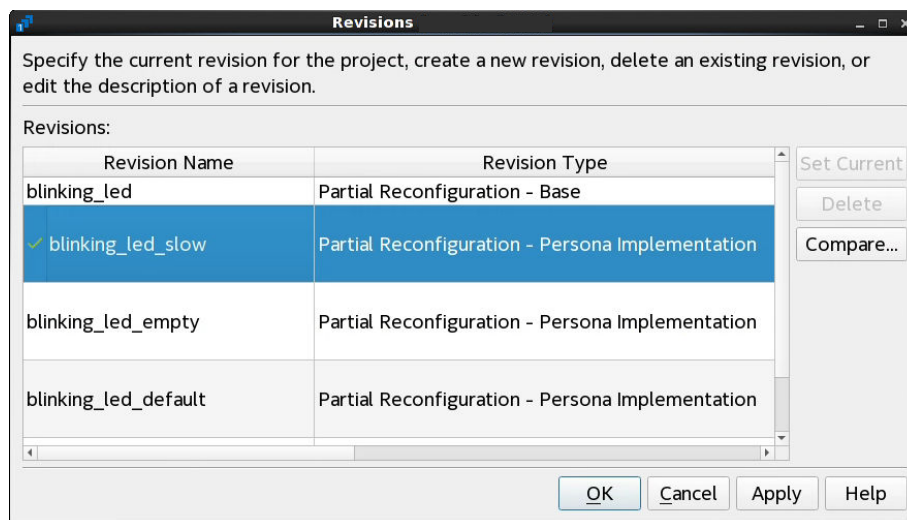 Revisions
Specify the current revision for the project, create a new revision, delete an existing revision, or
edit the description of a revision.
Revisions:
Revision Name Revision Type
Set Current
blinking_led Partial Reconfiguration - Base
Delete
blinking_led_slow Partial Reconfiguration - Persona Implementation
Compare...
blinking_led_empty Partial Reconfiguration - Persona Implementation
blinking_led_default Partial Reconfiguration - Persona Implementation
OK Cancel Apply Help